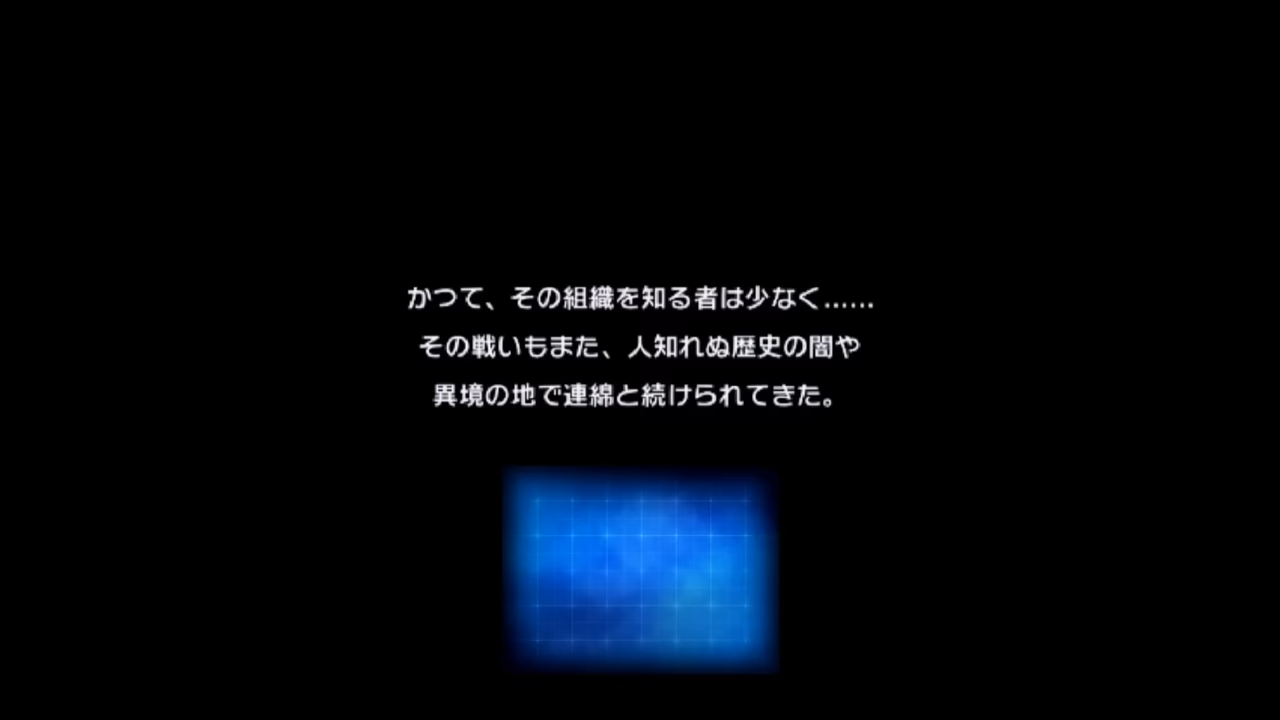 かつて、その組織を知る者は少なく……
その戦いもまた、人知れぬ歴史の闇や
異境の地で連綿と続けられてきた。